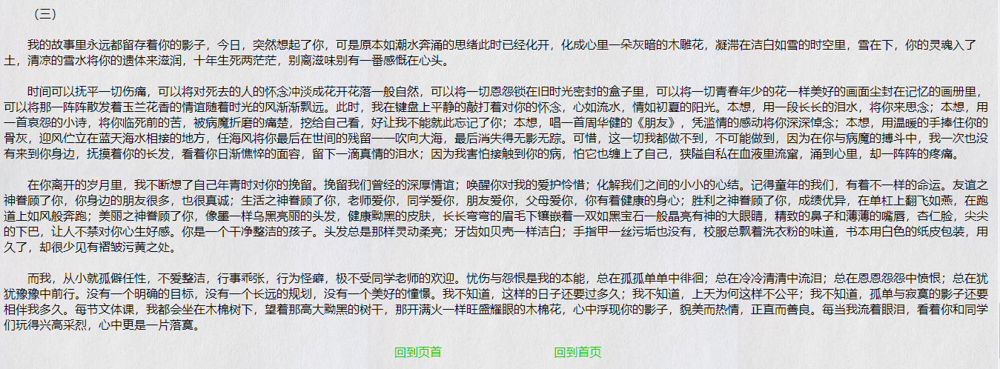 （三）
我的故事里永远都留存着你的影子，今日，突然想起了你，可是原本如潮水奔涌的思绪此时已经化开，化成心里一朵灰暗的木雕花，凝滞在洁白如雪的时空里，雪在下，你的灵魂入了
土，清凉的雪水将你的遗体来滋润，十年生死两茫茫，别离滋味别有一番感慨在心头。
时间可以抚平一切伤痛，可以将对死去的人的怀念冲淡成花开花落一般自然，可以将一切恩怨锁在旧时光密封的盒子里，可以将一切青春年少的花一样美好的画面尘封在记忆的画册里，
可以将那一阵阵散发着玉兰花香的情谊随着时光的风渐渐飘远。此时，我在键盘上平静的敲打着对你的怀念，心如流水，情如初夏的阳光。本想，用一段长长的泪水，将你来思念；本想，用
一首哀怨的小诗，将你临死前的苦，被病魔折磨的痛楚，挖给自己看，好让我不能就此忘记了你；本想，唱一首周华健的《朋友》，凭滥情的感动将你深深悼念；本想，用温暖的手捧住你的
骨灰，迎风伫立在蓝天海水相接的地方，任海风将你最后在世间的残留一一吹向大海，最后消失得无影无踪。可惜，这一切我都做不到，不可能做到，因为在你与病魔的搏斗中，我一次也没
有来到你身边，抚摸着你的长发，看着你日渐憔悴的面容，留下一滴真情的泪水；因为我害怕接触到你的病，怕它也缠上了自己，狭隘自私在血液里流窜，涌到心里，却一阵阵的疼痛。
在你离开的岁月里，我不断想了自己年青时对你的挽留。挽留我们曾经的深厚情谊；唤醒你对我的爱护怜惜；化解我们之间的小小的心结。记得童年的我们，有着不一样的命运。友谊之
神眷顾了你，你身边的朋友很多，也很真诚；生活之神眷顾了你，老师爱你，同学爱你，朋友爱你，父母爱你，你有着健康的身心；胜利之神眷顾了你，成绩优异，在单杠上翻飞如燕，在跑
道上如风般奔跑；美丽之神眷顾了你，像墨一样乌黑亮丽的头发，健康黝黑的皮肤，长长弯弯的眉毛下镶嵌着一双如黑宝石一般晶亮有神的大眼睛，精致的鼻子和薄薄的嘴唇，杏仁脸，尖尖
的下巴，让人不禁对你心生好感。你是一个干净整洁的孩子。头发总是那样灵动柔亮；牙齿如贝壳一样洁白；手指甲一丝污垢也没有，校服总飘着洗衣粉的味道，书本用白色的纸皮包装，用
久了，却很少见有褶皱污黄之处。
而我，从小就孤僻任性，不爱整洁，行事乖张，行为怪癖，极不受同学老师的欢迎。忧伤与怨恨是我的本能，总在孤孤单单中徘徊；总在冷冷清清中流泪；总在恩恩怨怨中愤恨；总在犹
犹豫豫中前行。没有一个明确的目标，没有一个长远的规划，没有一个美好的憧憬。我不知道，这样的日子还要过多久；我不知道，上天为何这样不公平；我不知道，孤单与寂寞的影子还要
相伴我多久。每节文体课，我都会坐在木棉树下，望着那高大黝黑的树干，那开满火一样旺盛耀眼的木棉花，心中浮现你的影子，貌美而热情，正直而善良。每当我流着眼泪，看着你和同学
们玩得兴高采烈，心中更是一片落寞。
回到页首 回到首页